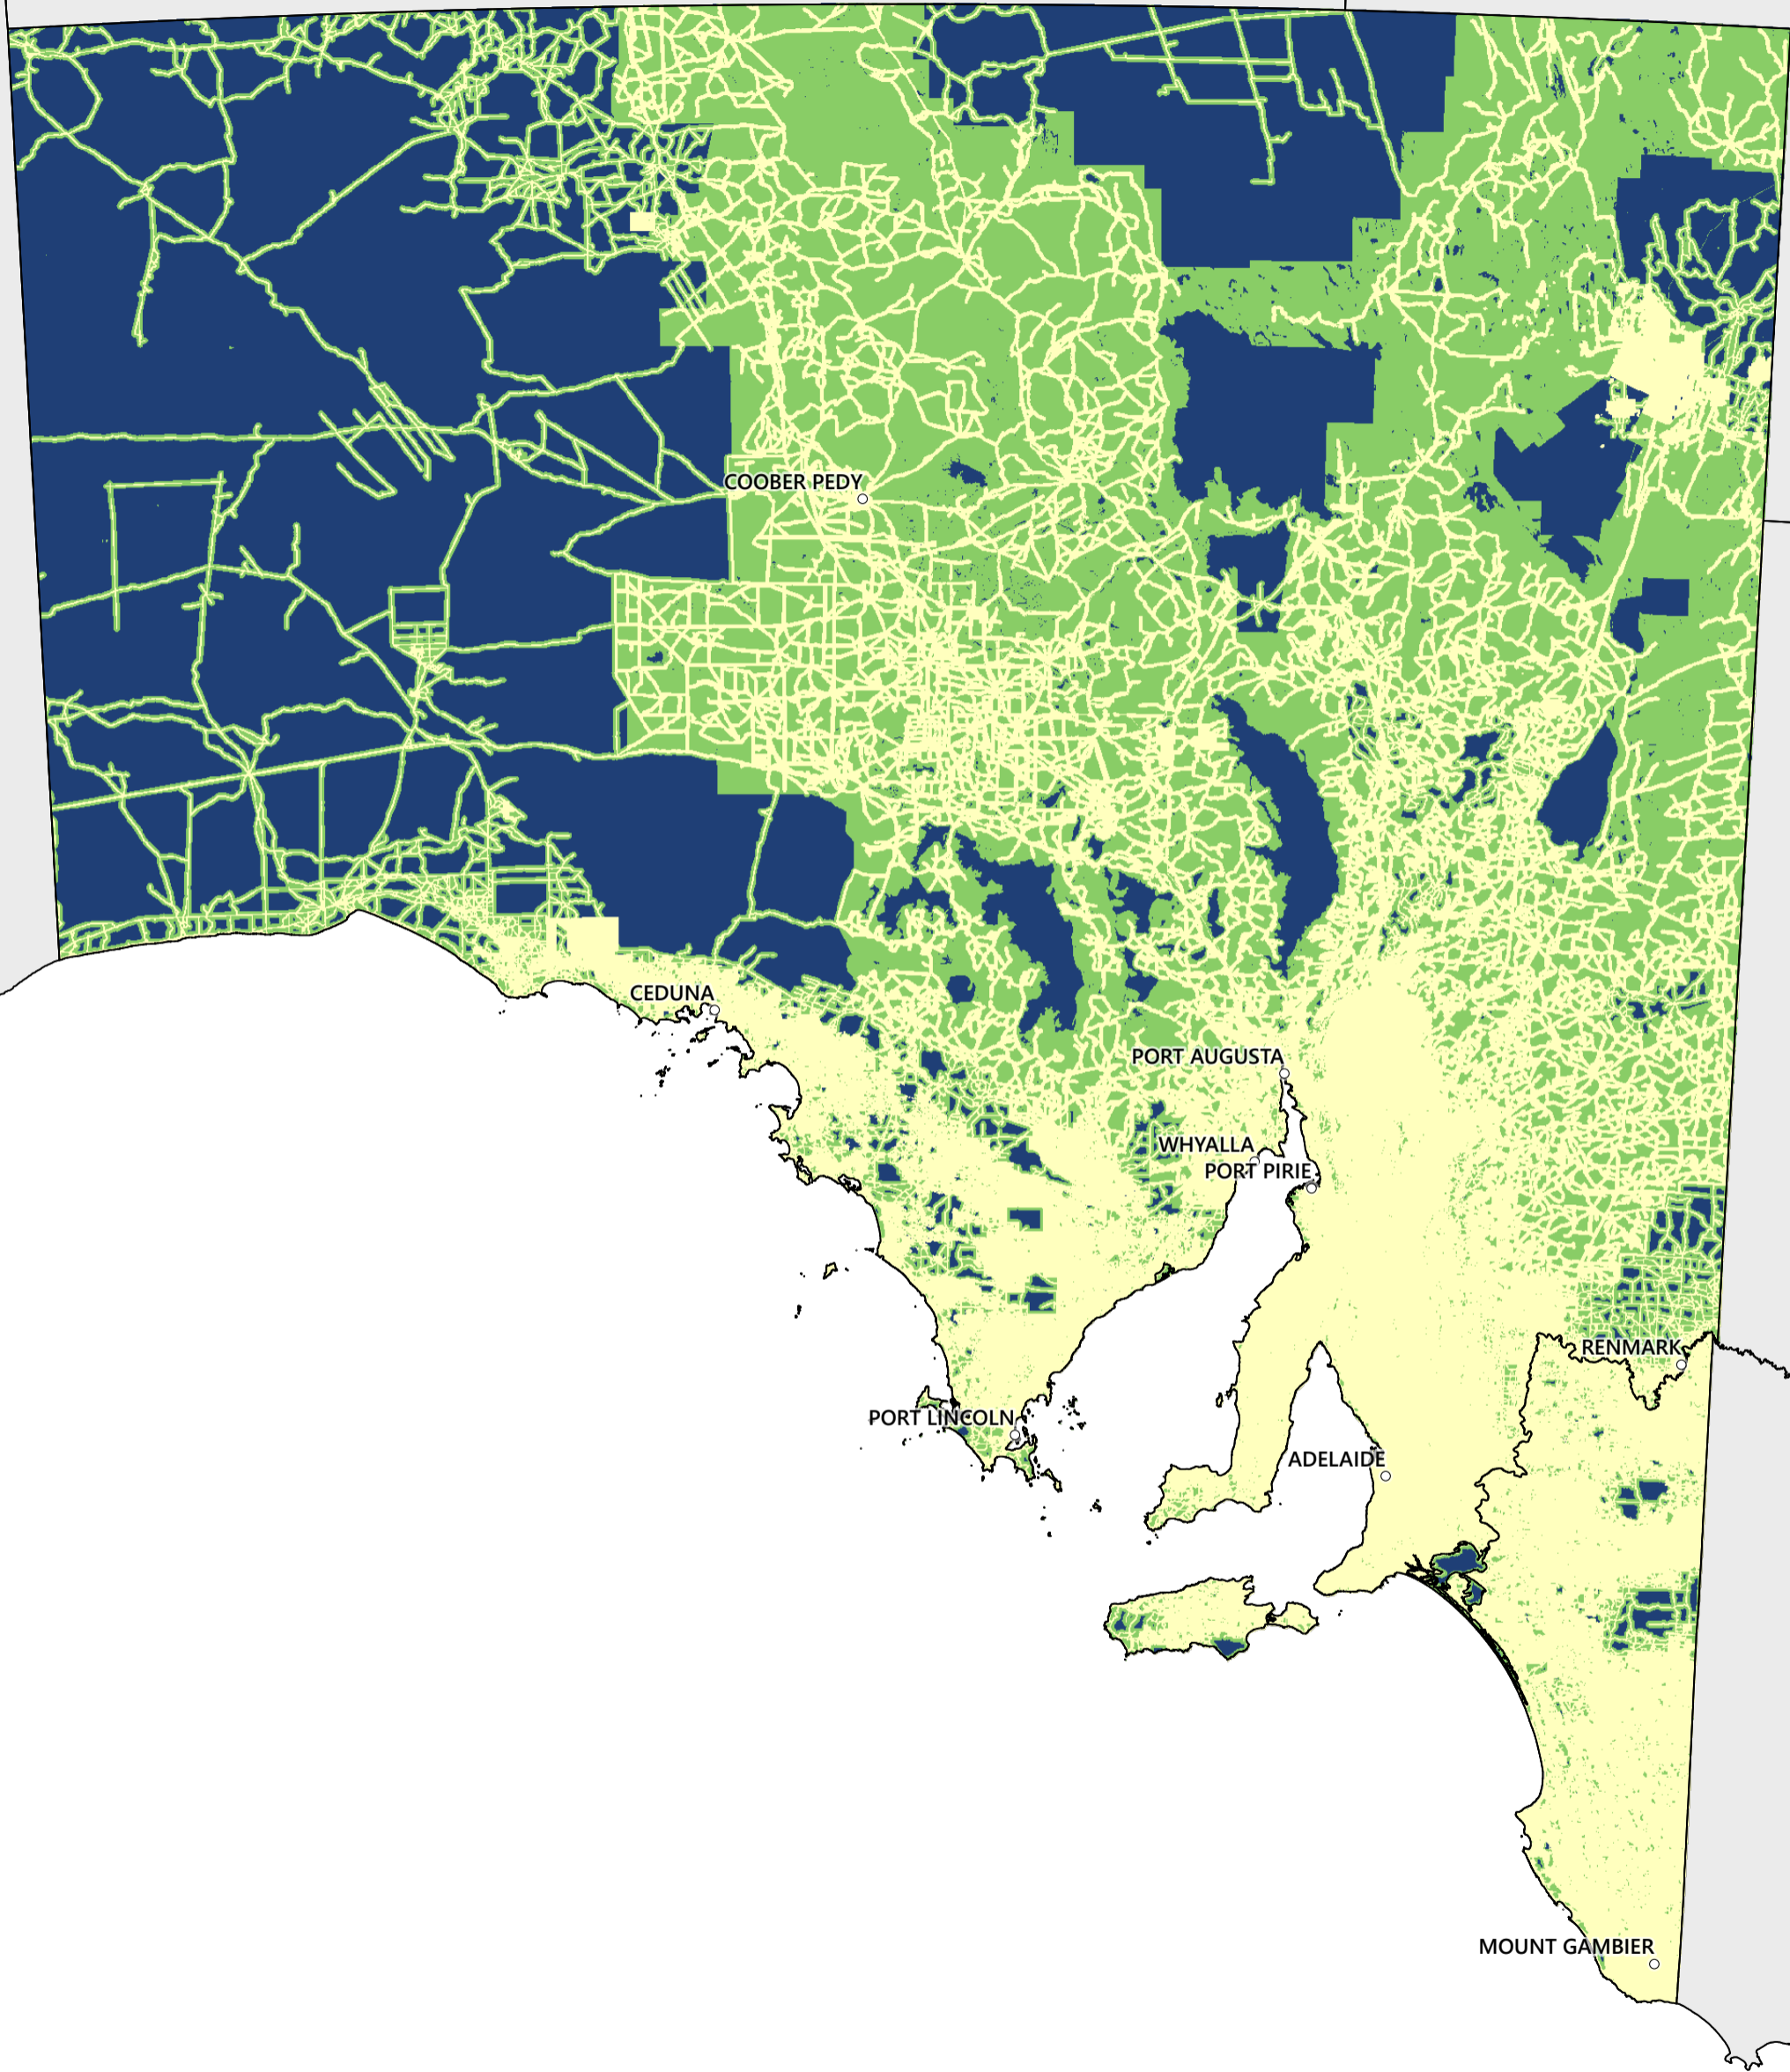 COOBER PEDY
CEDUNA
PORT AUGUSTA
WHYALLA
PORT PIRIE
RENMARK
PORT LINCOLN
ADELAIDE
MOUNT GAMBIER